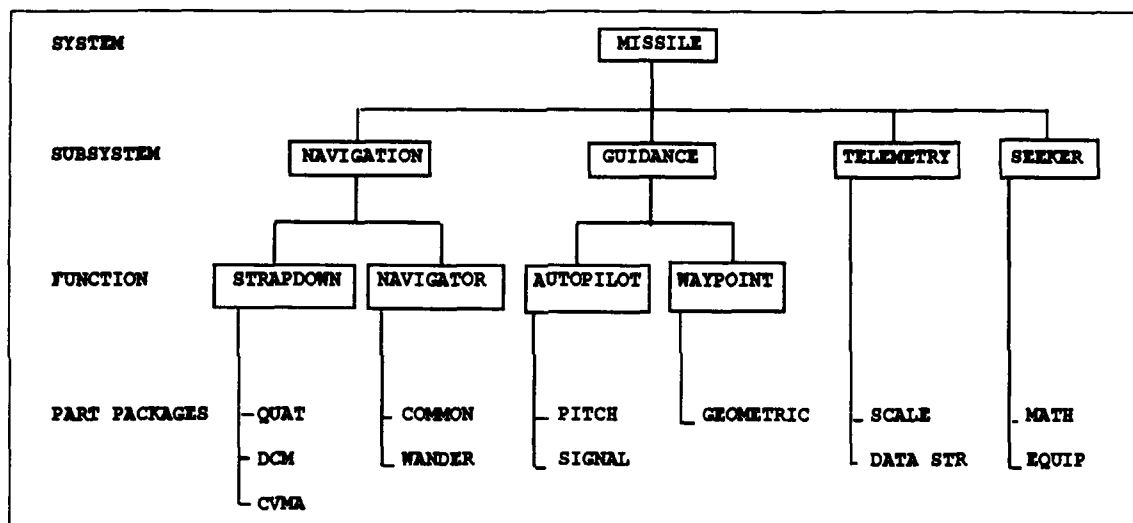 SYSTEM MISSILE
SUBSYSTEM NAVIGATION GUIDANCE TELEMETRY SEEKER
FUNCTION STRAPDOWN NAVIGATOR AUTOPILOT WAYPOINT
PART PACKAGES QUAT COMMON PITCH GEOMETRIC SCALE MATH
DCM WANDER SIGNAL DATA STR EQUIP
CVMA